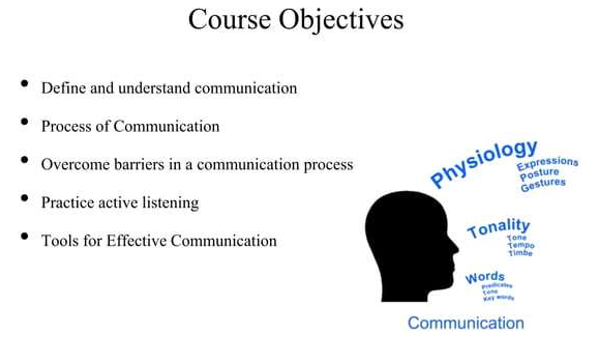 Course Objectives
• Define and understand communication
• Process of Communication
• Overcome barriers in a communication process
• Practice active listening
• Tools for Effective Communication
Physiology
Expressions
Posture
Gestures
Tonality
Tone
Tempo
Timbe
Words
Predicates
Tone
Key words
Communication